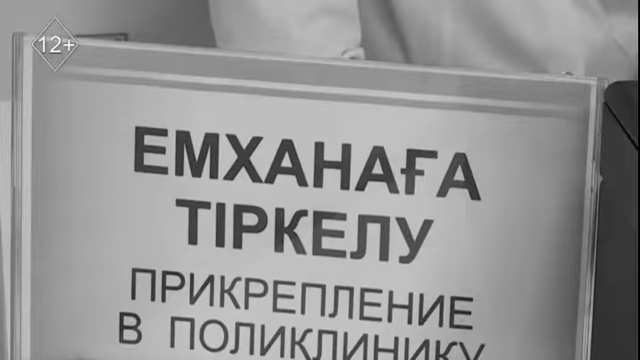 12+
ЕМХАНАҒА
ТІРКЕЛУ
ПРИКРЕПЛЕНИЕ
В ПОЛИКЛИНИКУ